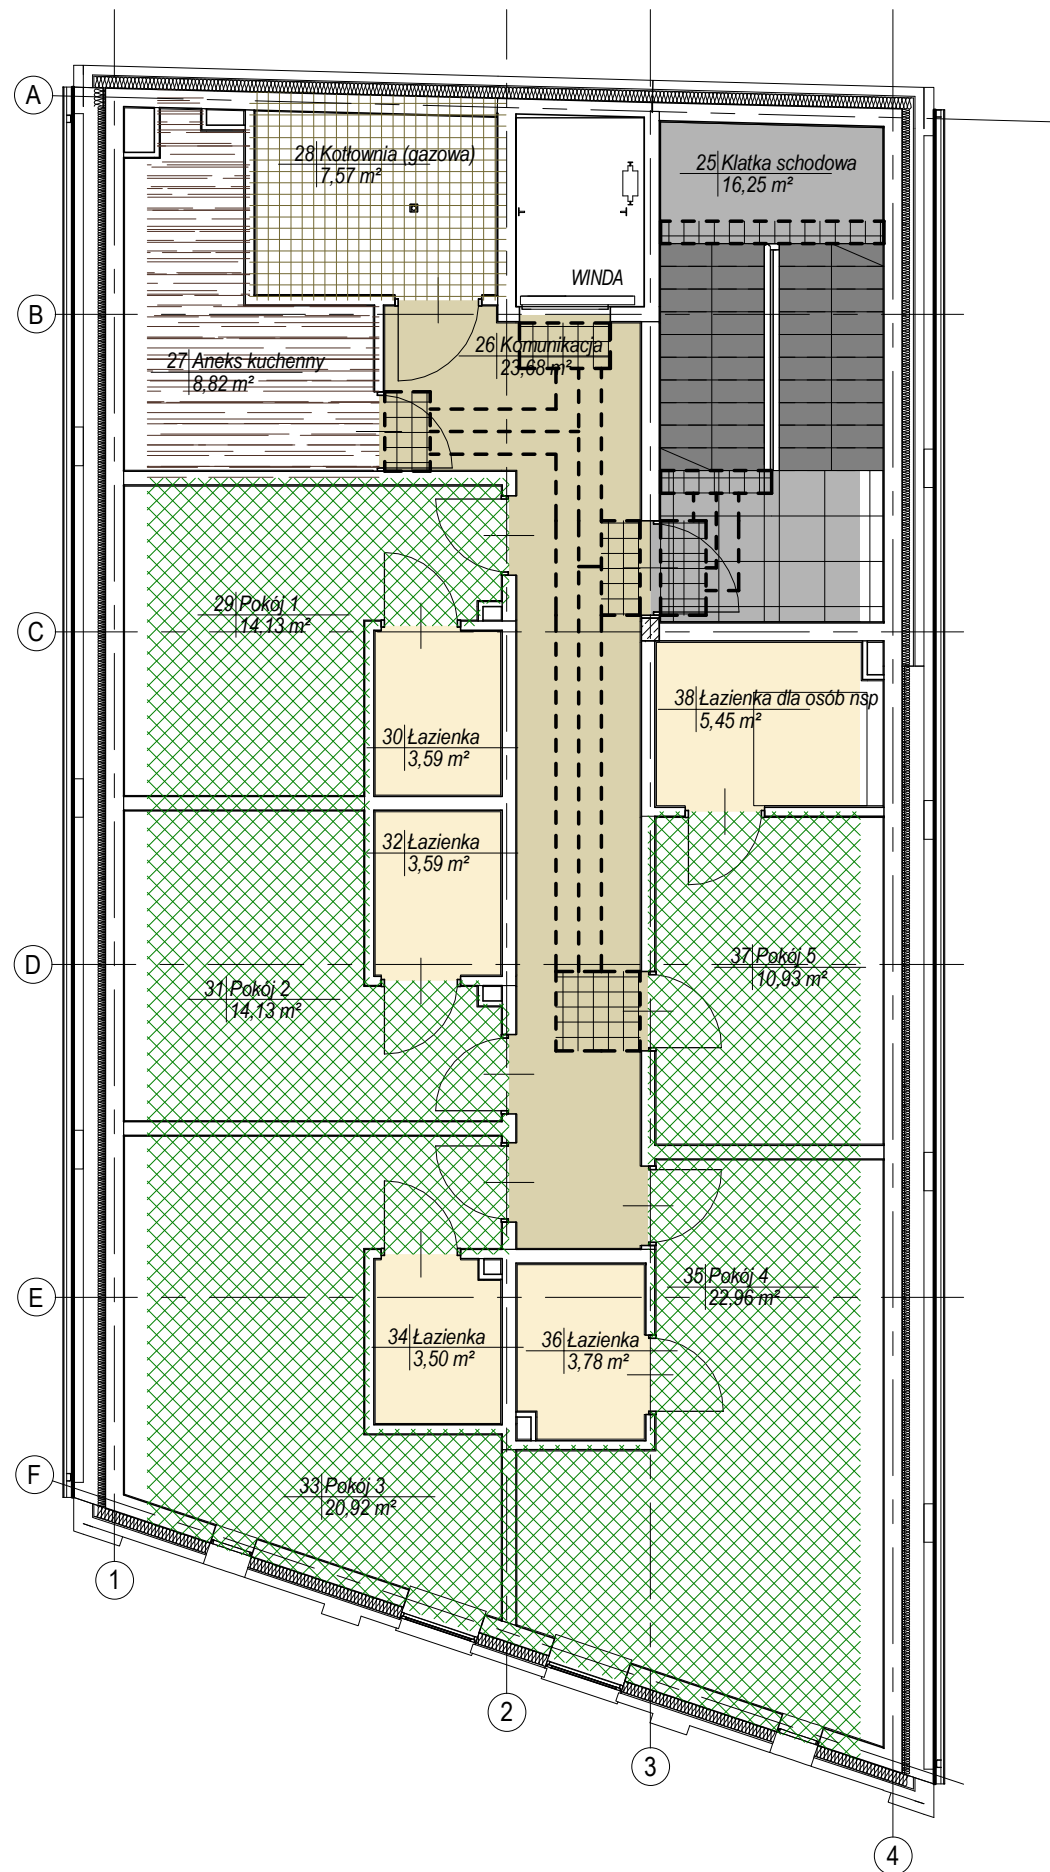 A
28 Kotłownia (gazowa)
7,57 m²
25 Klatka schodowa
16,25 m²
WINDA
B
26 Komunikacja
23,68 m²
27 Aneks kuchenny
8,82 m²
29 Pokój 1
14,13 m²
C
38 Łazienka dla osób nsp
5,45 m²
30 Łazienka
3,59 m²
32 Łazienka
3,59 m²
D
37 Pokój 5
10,93 m²
31 Pokój 2
14,13 m²
35 Pokój 4
22,96 m²
E
34 Łazienka
3,50 m²
36 Łazienka
3,78 m²
F
33 Pokój 3
20,92 m²
1
2
3
4